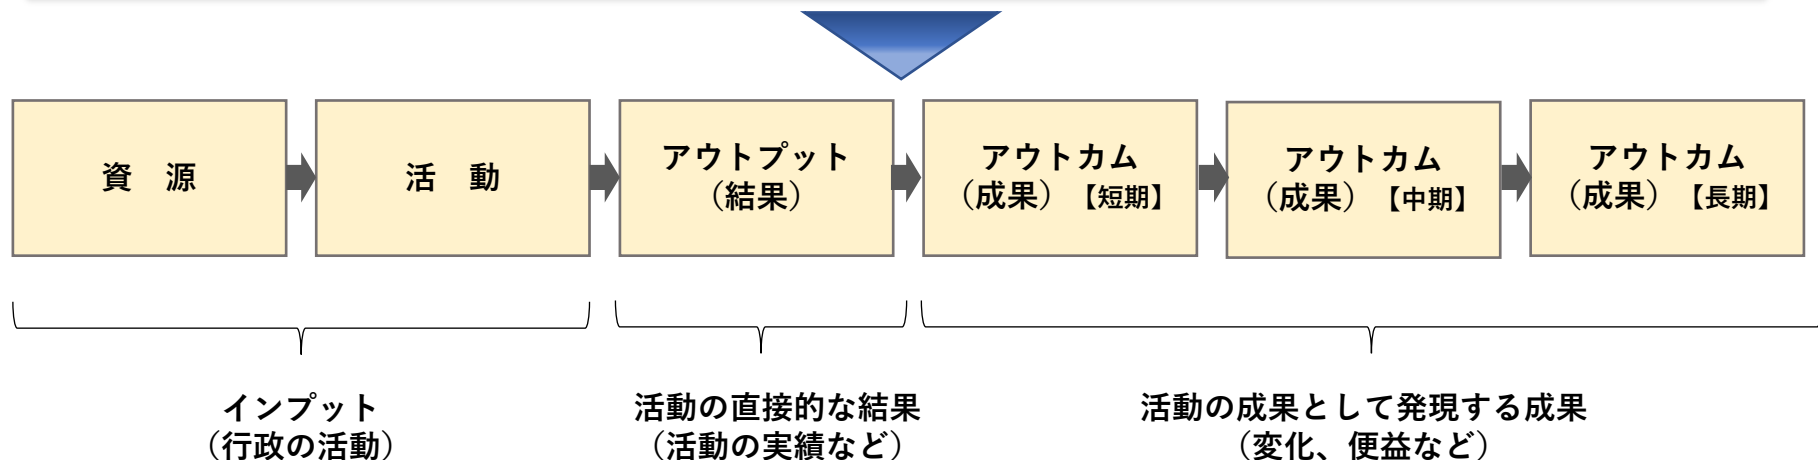 資　源
活　動
アウトプット
（結果）
アウトカム
（成果）【短期】
アウトカム
（成果）【中期】
アウトカム
（成果）【長期】
インプット
（行政の活動）
活動の直接的な結果
（活動の実績など）
活動の成果として発現する成果
（変化、便益など）